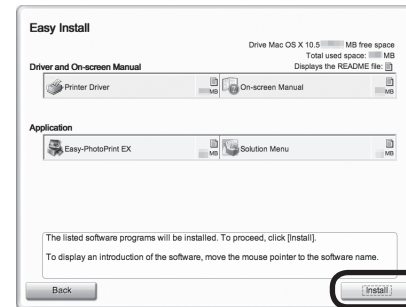 Easy Install
Drive Mac OS X 10.5 MB free space
Total used space: MB
Driver and On-screen Manual Displays the README file:
Printer Driver MB On-screen Manual MB
Application
Easy-PhotoPrint EX MB Solution Menu MB
The listed software programs will be installed. To proceed, click [Install].
To display an introduction of the software, move the mouse pointer to the software name.
Back Install